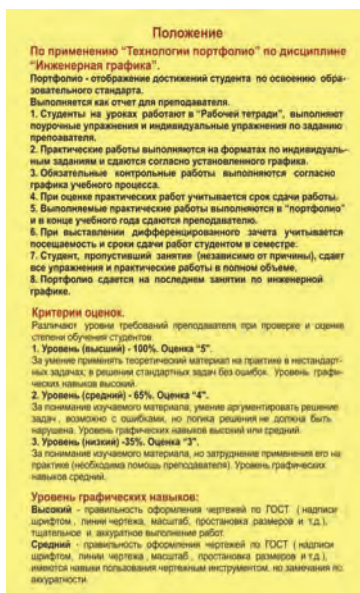 Положение
По применению “Технологии портфолио” по дисциплине
“Инженерная графика”.
Портфолио - отображение достижений студента по освоению обра-
зовательного стандарта.
Выполняется как отчет для преподавателя.
1. Студенты на уроках работают в “Рабочей тетради”, выполняют
поурочные упражнения и индивидуальные упражнения по заданию
препоавателя.
2. Практические работы выполняются на форматах по индивидуаль-
ным заданиям и сдаются согласно установленного графика.
3. Обязательные контрольные работы выполняются согласно
графика учебного процесса.
4. При оценке практических работ учитывается срок сдачи работы.
5. Выполняемые практические работы выполняются в “портфолио”
и в конце учебного года сдаются преподавателю.
6. При выставлении дифференцированного зачета учитывается
посещаемость и сроки сдачи работ студентом в семестре.
7. Студент, пропустивший занятие (независимо от причины), сдает
все упражнения и практические работы в полном объеме.
8. Портфолио сдается на последнем занятии по инженерной
графике.
Критерии оценок.
Различают уровни требований преподавателя при проверке и оценке
степени обучения студентов.
1. Уровень (высший) - 100%. Оценка “5”.
За умение применять теоретический материал на практике в нестандарт-
ных задачах, в решении стандартных задач без ошибок. Уровень графи-
ческих навыков высокий.
2. Уровень (средний) - 65%. Оценка “4”.
За понимание изучаемого материала, умение аргументировать решение
задач , возможно с ошибками, но логика решения не должна быть
нарушена. Уровень графических навыков высокий или средний.
3. Уровень (низкий) -35%. Оценка “3”.
За понимание изучаемого материала, но затруднение применения его на
практике (необходима помощь преподавателя). Уровень графических
навыков средний.
Уровень графических навыков:
Высокий - правильность оформления чертежей по ГОСТ ( надписи
шрифтом , линии чертежа, масштаб, простановка размеров и т.д.),
тщательное и аккуратное выполнение работ.
Средний - правильность оформления чертежей по ГОСТ ( надписи
шрифтом, линии чертежа , масштаб , простановка размеров и т.д.),
имеются навыки пользования чертежным инструментом, но замечания по
аккуратности.